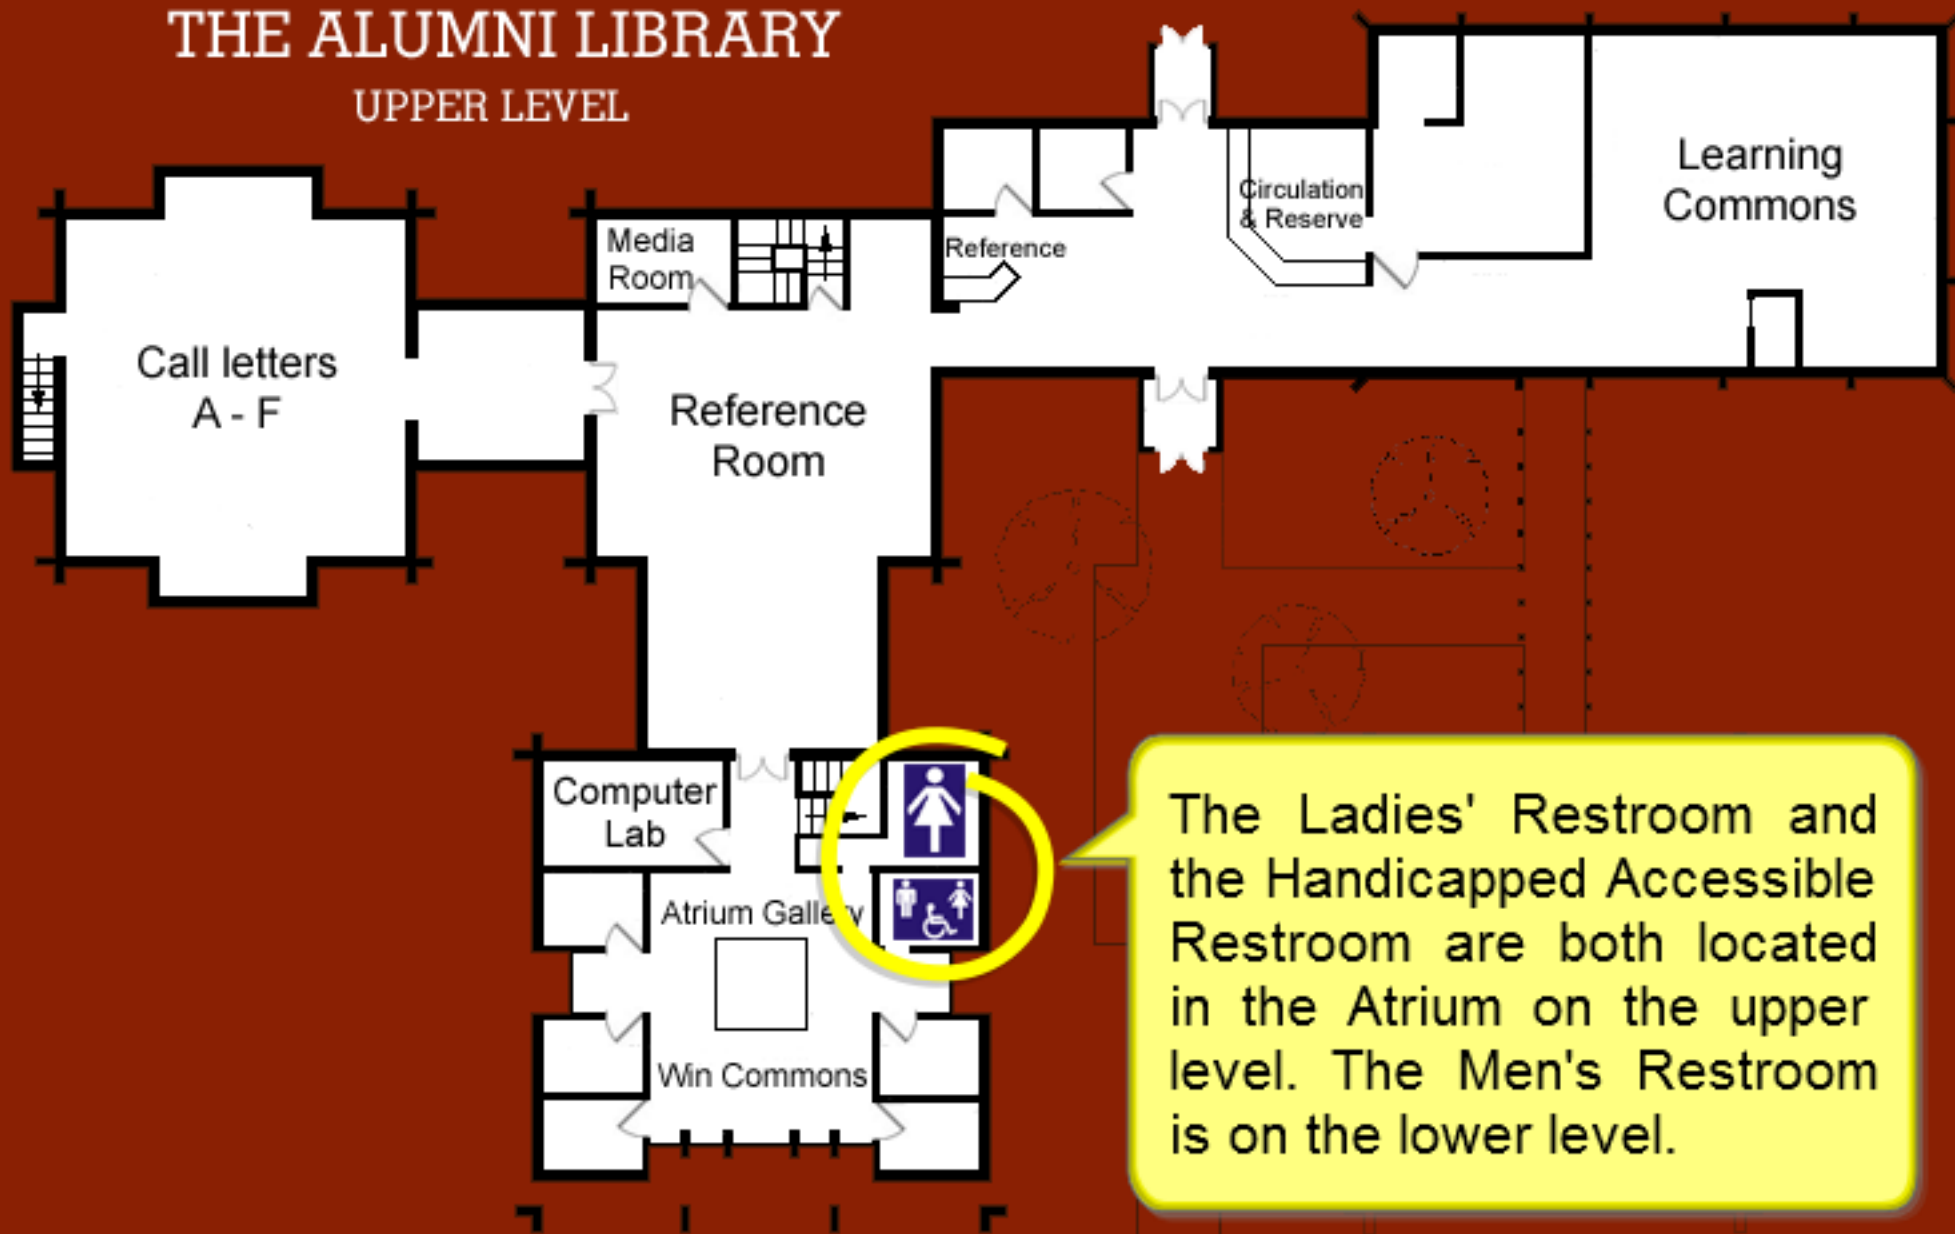 THE ALUMNI LIBRARY
UPPER LEVEL
Learning
Commons
Circulation
& Reserve
Media
Room
Reference
Call letters
A - F
Reference
Room
Computer
Lab
Atrium Gallery
Win Commons
The Ladies' Restroom and
the Handicapped Accessible
Restroom are both located
in the Atrium on the upper
level. The Men's Restroom
is on the lower level.